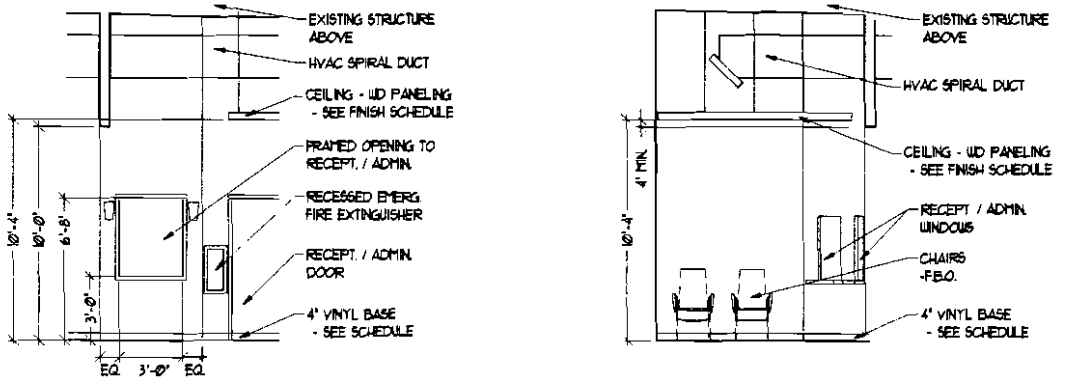 EXISTING STRUCTURE
ABOVE
HVAC SPIRAL DUCT
CEILING - WD PANELING
- SEE FINISH SCHEDULE
FRAMED OPENING TO
RECEPT. / ADMIN.
RECESSED EMERG.
FIRE EXTINGUISHER
RECEPT. / ADMIN.
DOOR
4" VINYL BASE
- SEE SCHEDULE
10'-4"
10'-0"
6'-8"
3'-0"
EQ.
3'-0"
EQ.
EXISTING STRUCTURE
ABOVE
HVAC SPIRAL DUCT
CEILING - WD PANELING
- SEE FINISH SCHEDULE
RECEPT / ADMIN.
WINDOWS
CHAIRS
-F.B.O.
4" VINYL BASE
- SEE SCHEDULE
4' MIN.
10'-4"